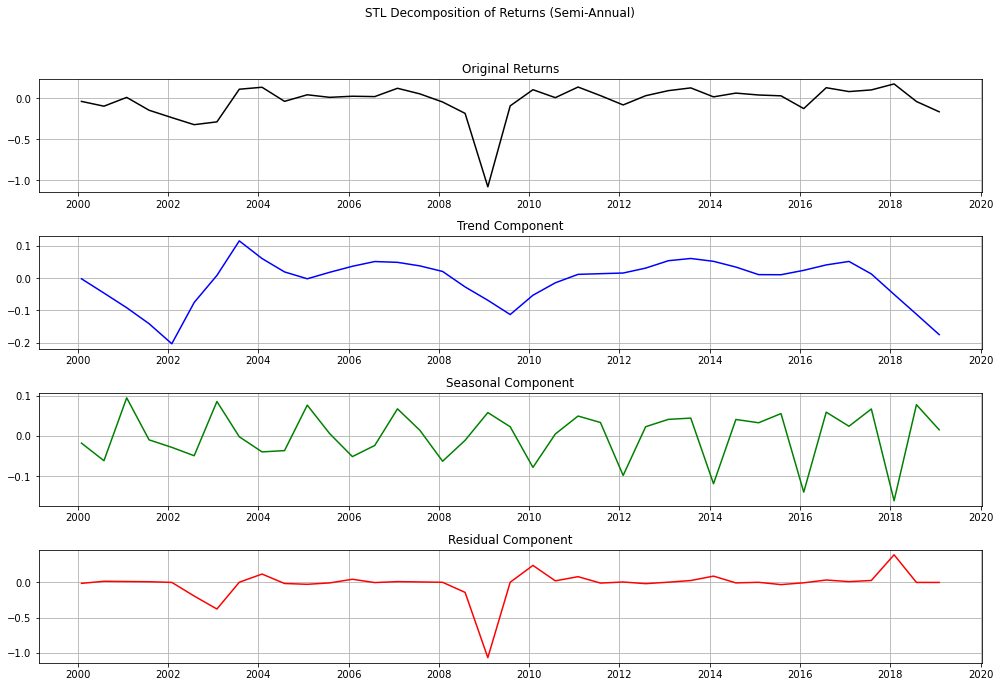 STL Decomposition of Returns (Semi-Annual)
Original Returns
0.0
−0.5
−1.0
2000 2002 2004 2006 2008 2010 2012 2014 2016 2018 2020
Trend Component
0.1
0.0
−0.1
−0.2
2000 2002 2004 2006 2008 2010 2012 2014 2016 2018 2020
Seasonal Component
0.1
0.0
−0.1
2000 2002 2004 2006 2008 2010 2012 2014 2016 2018 2020
Residual Component
0.0
−0.5
−1.0
2000 2002 2004 2006 2008 2010 2012 2014 2016 2018 2020